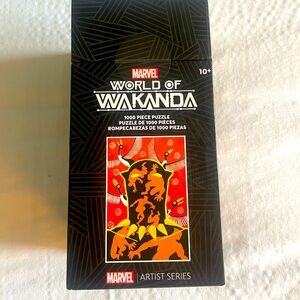 MARVEL
10+
WORLD OF
WAKANDA
1000 PIECE PUZZLE
PUZZLE DE 1000 PIÈCES
ROMPECABEZAS DE 1000 PIEZAS
MARVEL | ARTIST SERIES